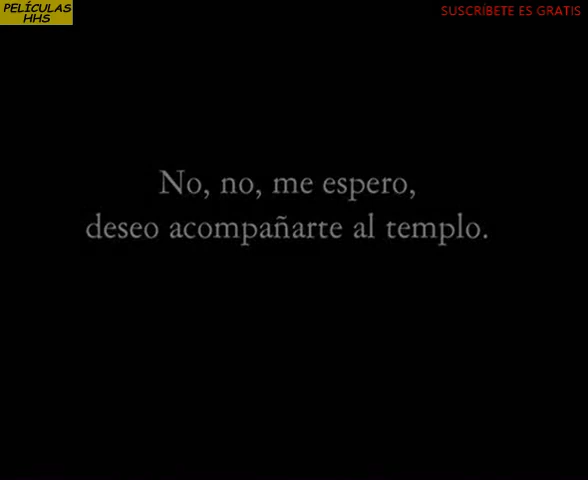 PELÍCULAS
HHS
SUSCRÍBETE ES GRATIS
No, no, me espero,
deseo acompañarte al templo.